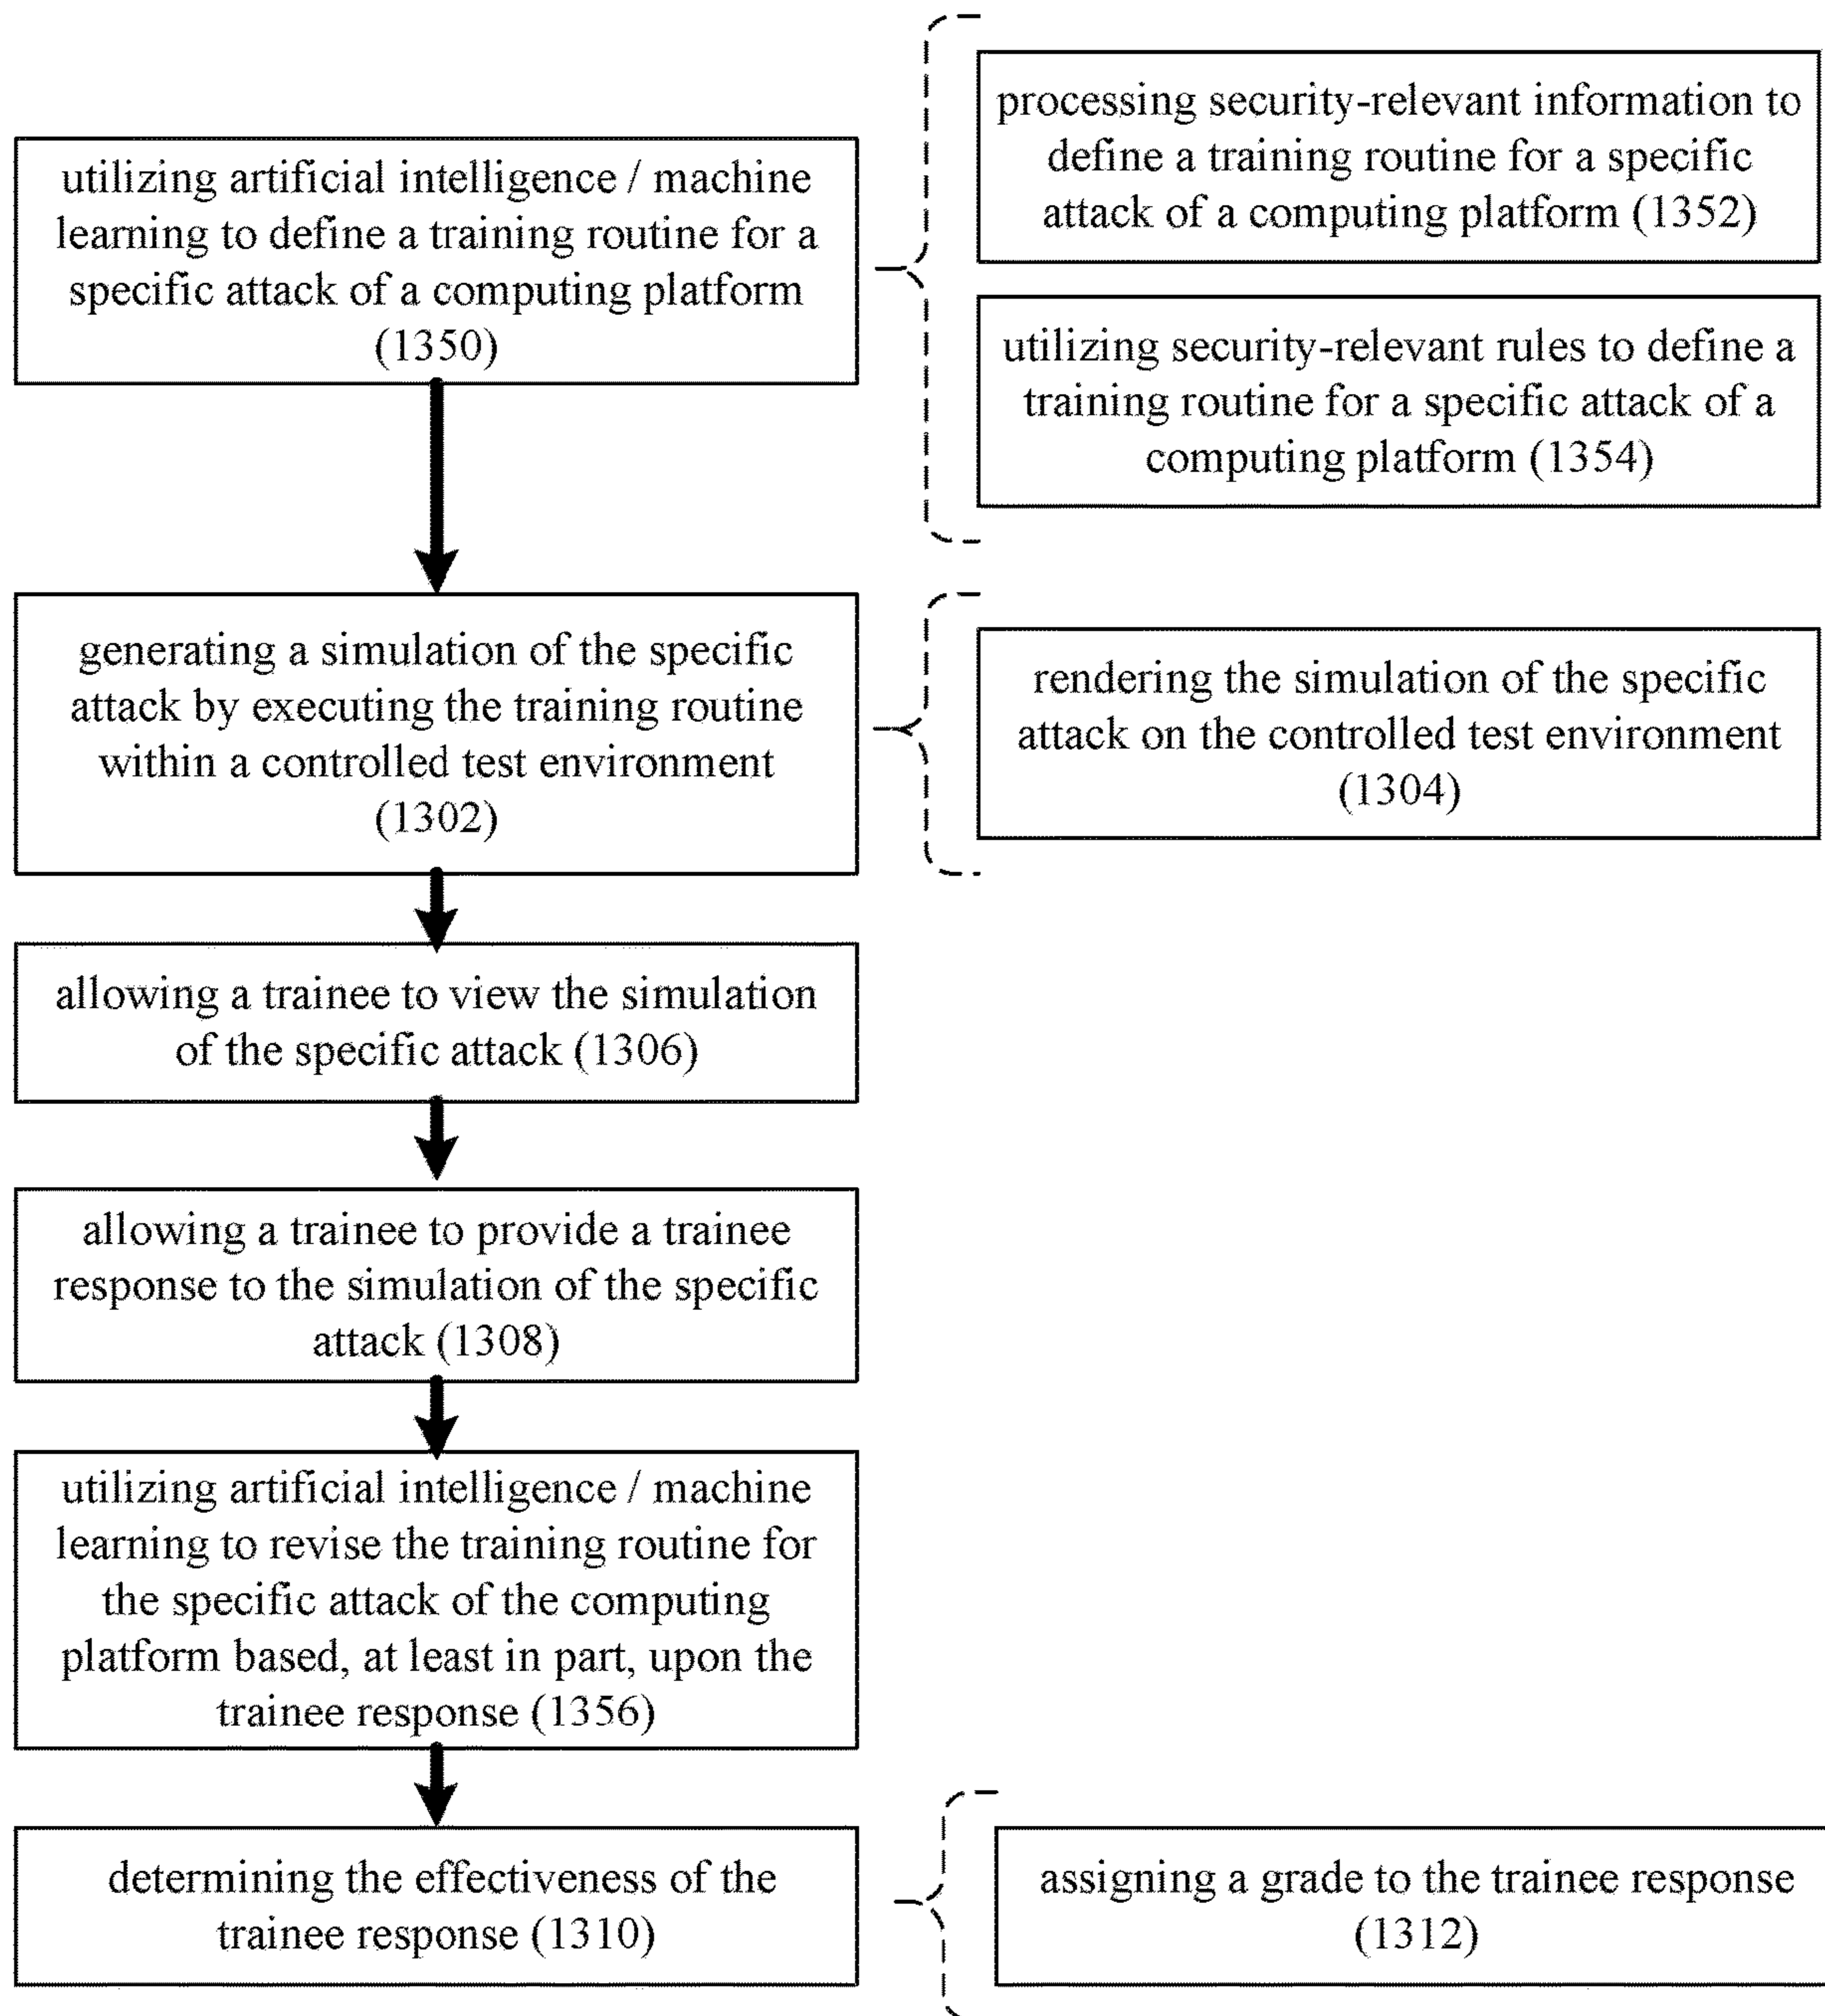 utilizing artificial intelligence / machine
learning to define a training routine for a
specific attack of a computing platform
(1350)
processing security-relevant information to
define a training routine for a specific
attack of a computing platform (1352)
utilizing security-relevant rules to define a
training routine for a specific attack of a
computing platform (1354)
generating a simulation of the specific
attack by executing the training routine
within a controlled test environment
(1302)
rendering the simulation of the specific
attack on the controlled test environment
(1304)
allowing a trainee to view the simulation
of the specific attack (1306)
allowing a trainee to provide a trainee
response to the simulation of the specific
attack (1308)
utilizing artificial intelligence / machine
learning to revise the training routine for
the specific attack of the computing
platform based, at least in part, upon the
trainee response (1356)
determining the effectiveness of the
trainee response (1310)
assigning a grade to the trainee response
(1312)